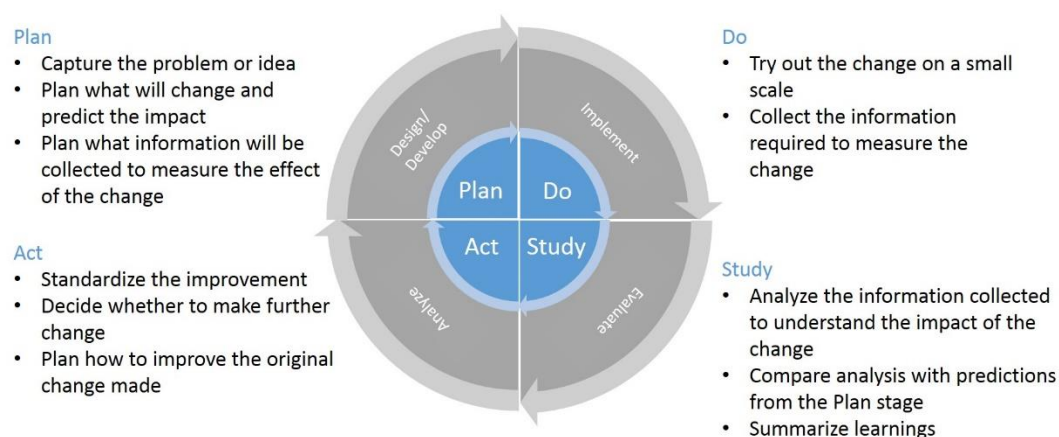 Plan
• Capture the problem or idea
• Plan what will change and
predict the impact
• Plan what information will be
collected to measure the effect
of the change
Act
• Standardize the improvement
• Decide whether to make further
change
• Plan how to improve the original
change made
Design/
Develop
Implement
Plan
Do
Act
Study
Analyze
Evaluate
Do
• Try out the change on a small
scale
• Collect the information
required to measure the
change
Study
• Analyze the information collected
to understand the impact of the
change
• Compare analysis with predictions
from the Plan stage
• Summarize learnings